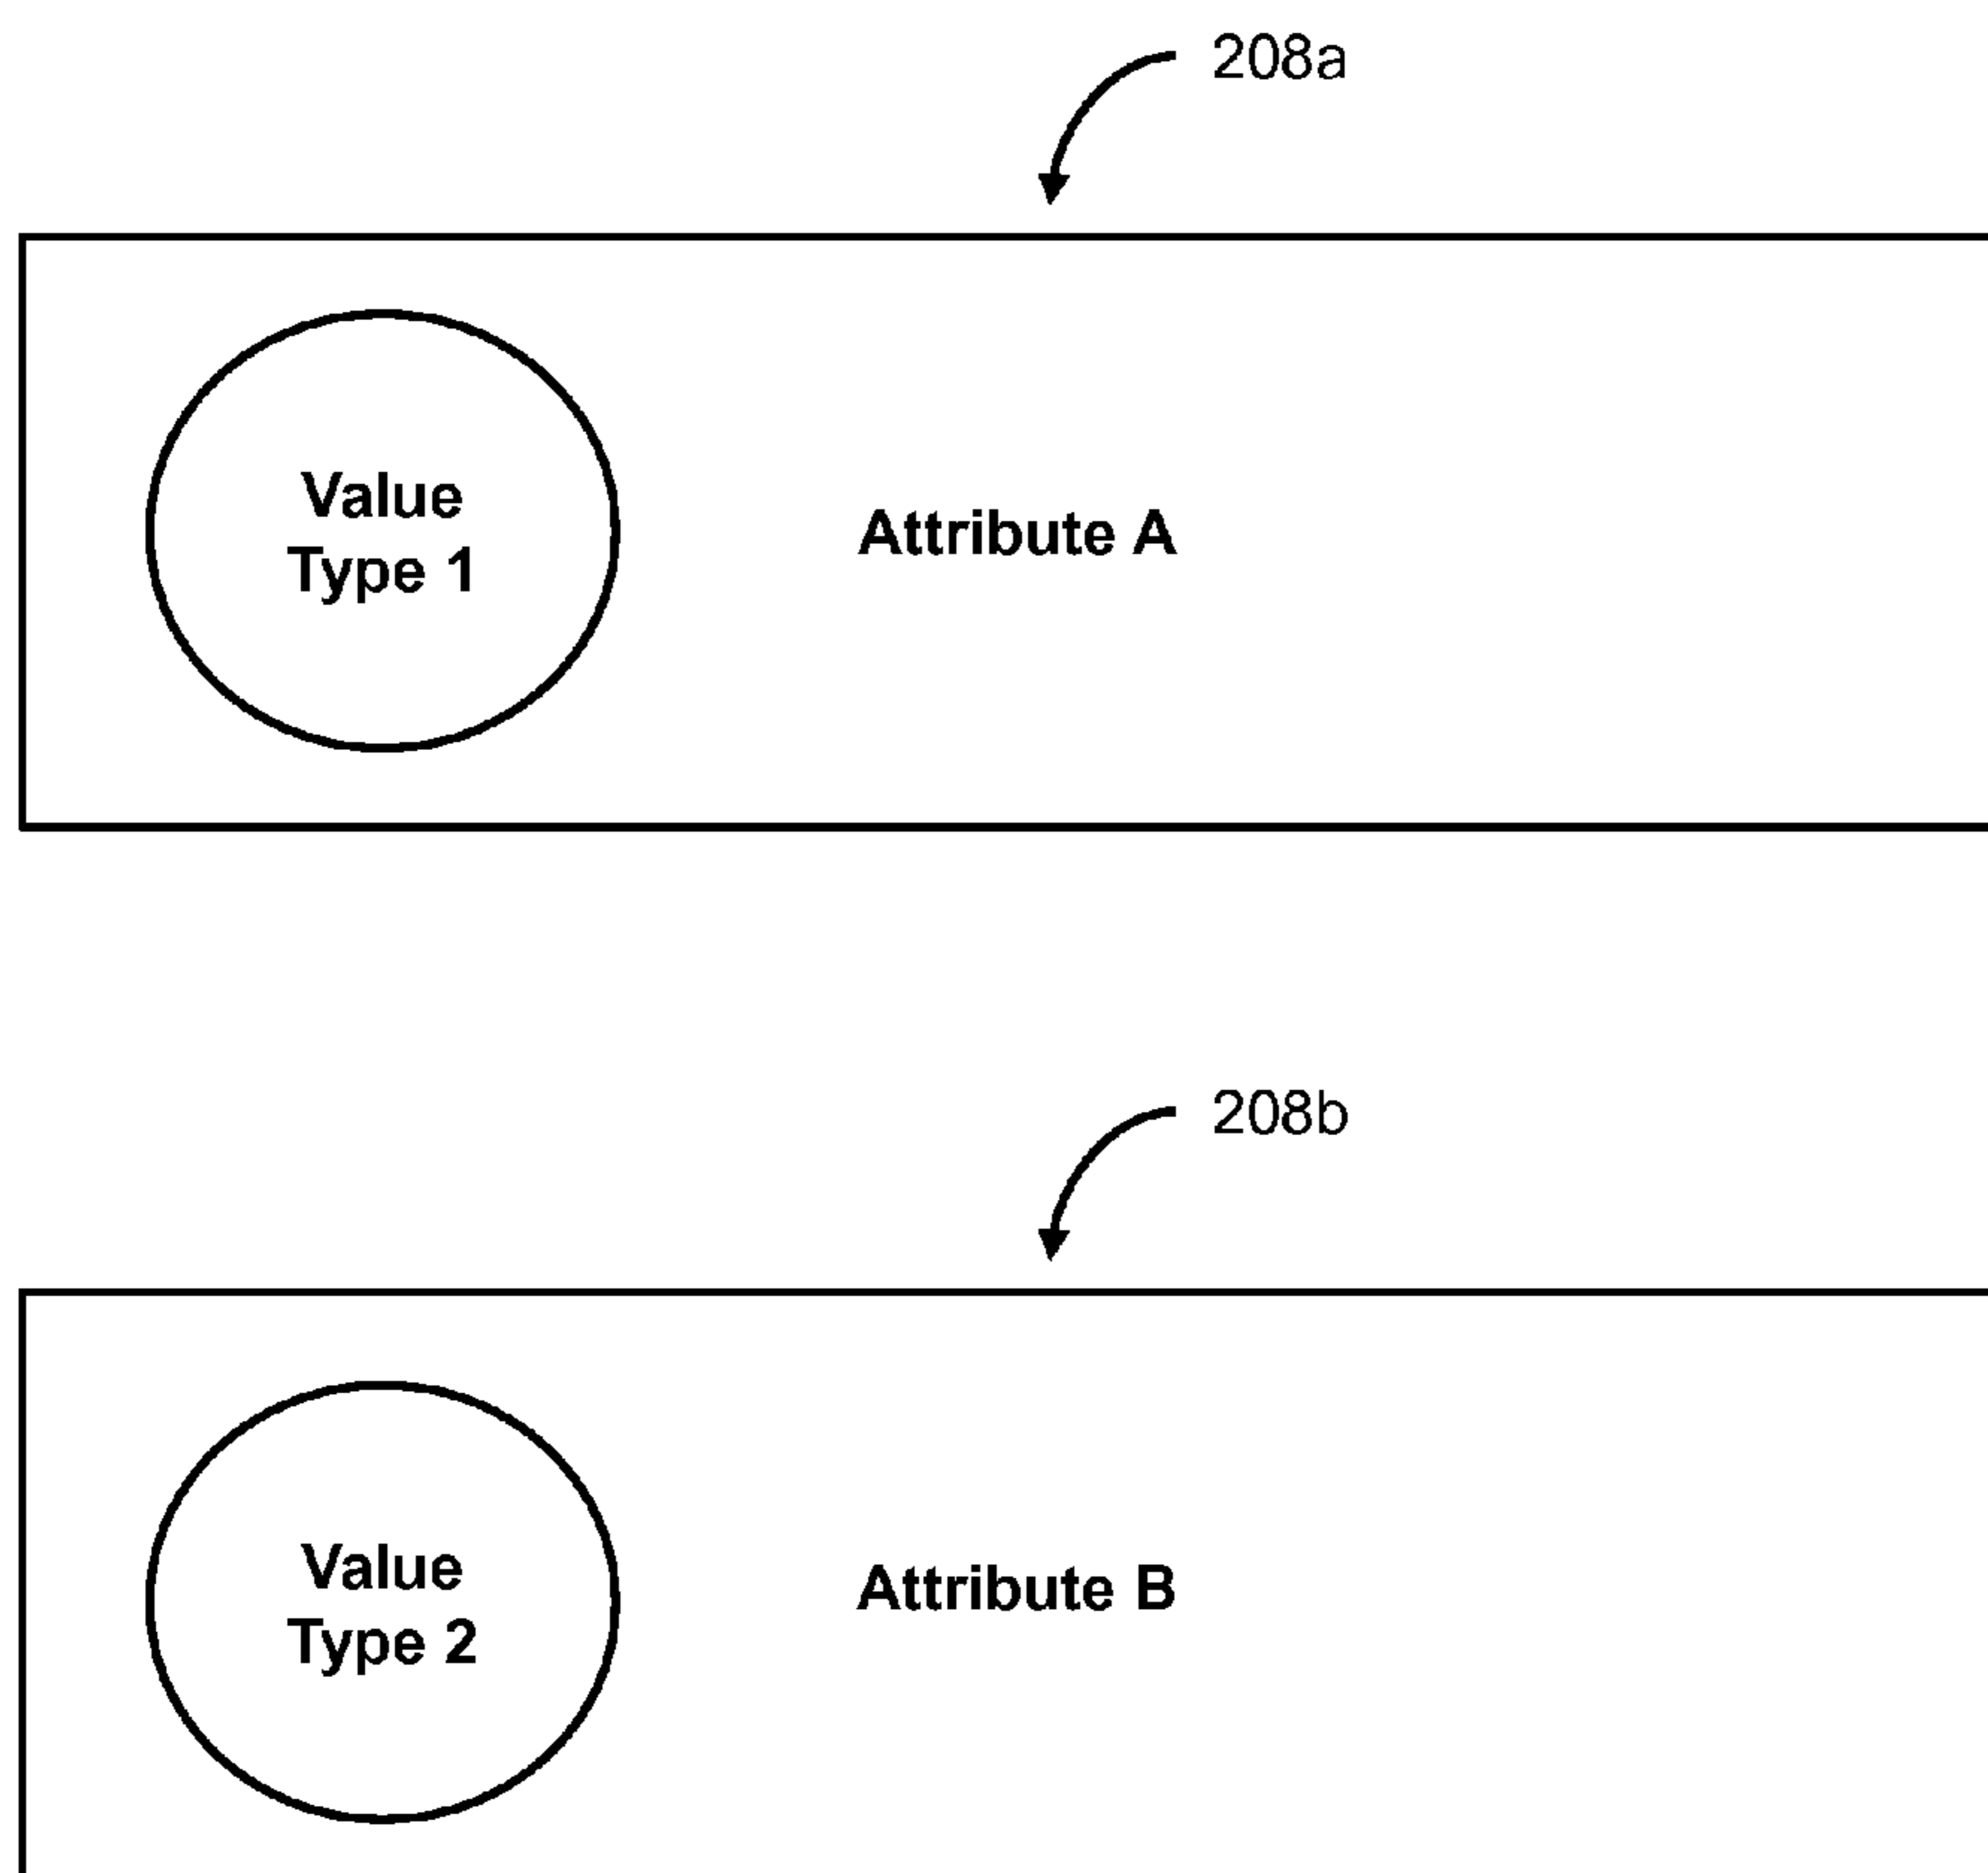 208a
Value
Type 1
Attribute A
208b
Value
Type 2
Attribute B